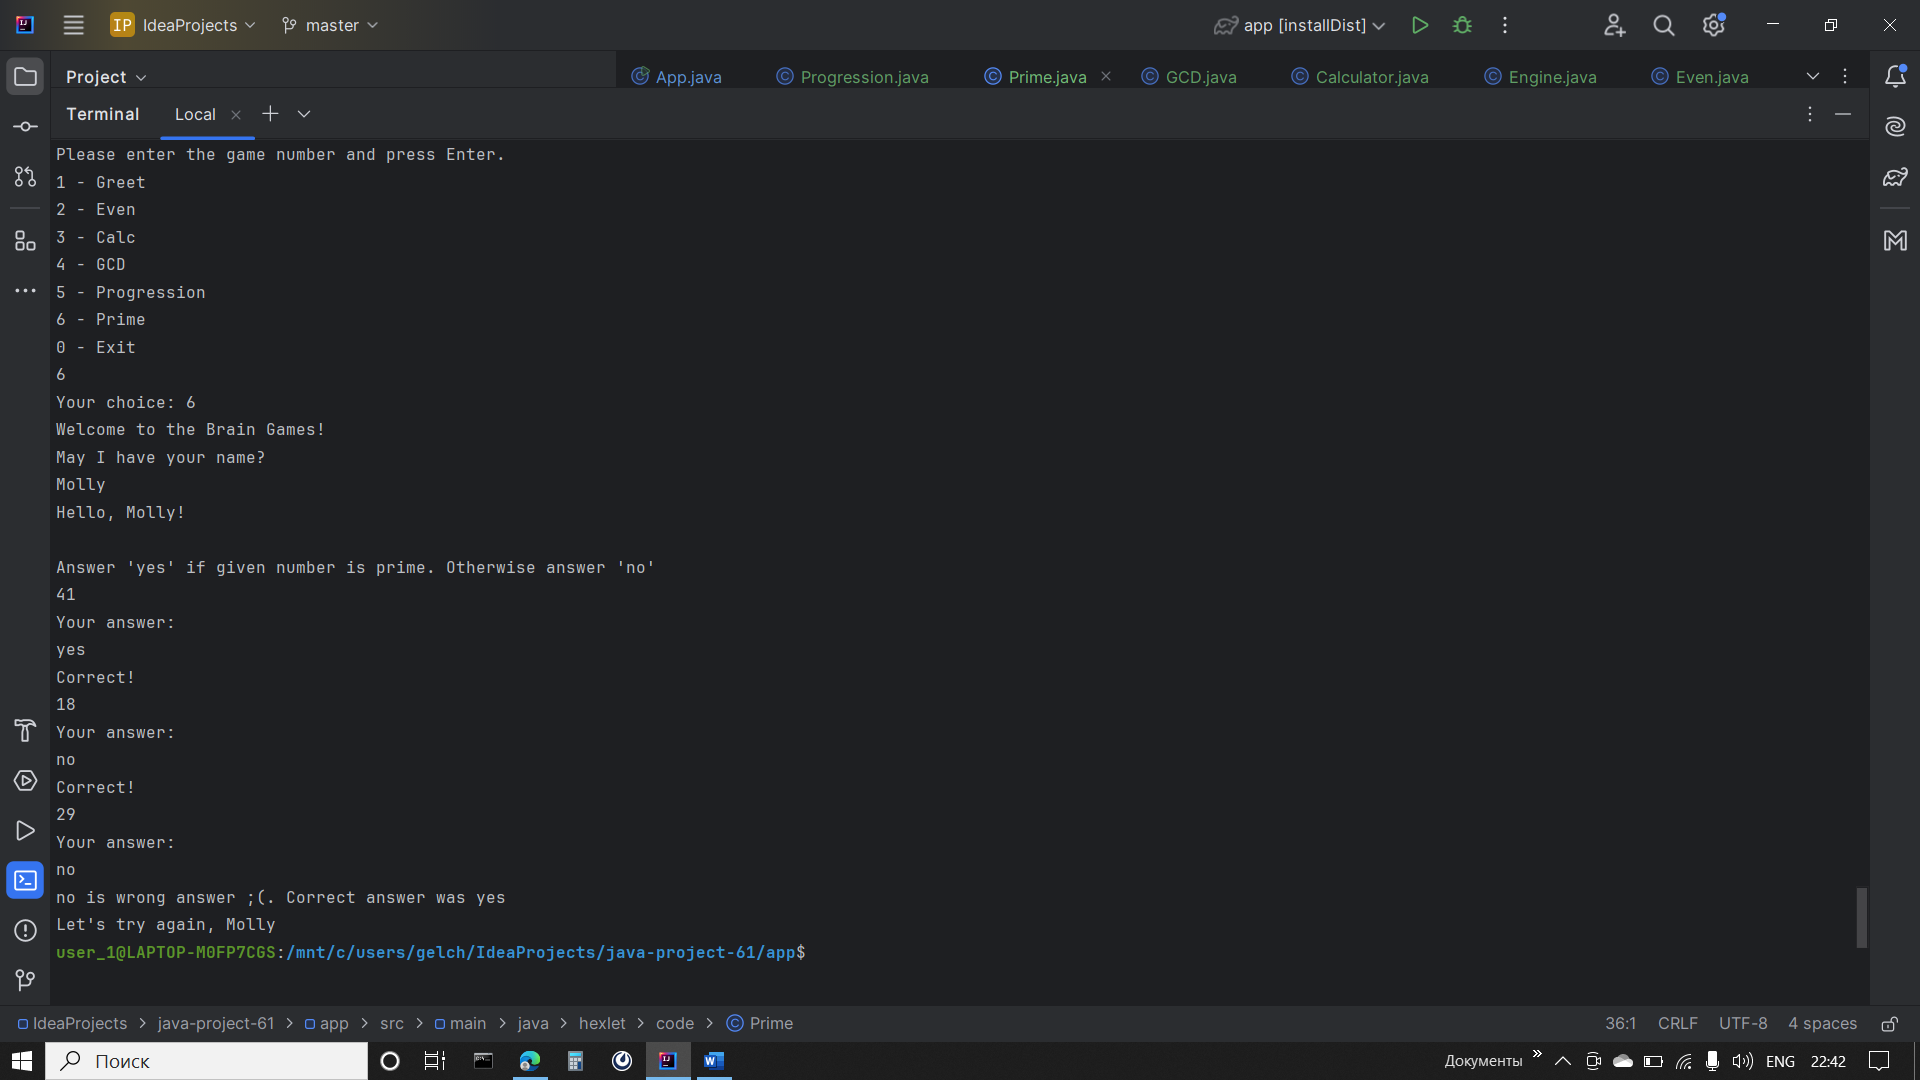 IP IdeaProjects master app [installDist]
Project App.java Progression.java Prime.java GCD.java Calculator.java Engine.java Even.java
Terminal Local
Please enter the game number and press Enter.
1 - Greet
2 - Even
3 - Calc
4 - GCD
5 - Progression
6 - Prime
0 - Exit
6
Your choice: 6
Welcome to the Brain Games!
May I have your name?
Molly
Hello, Molly!
Answer 'yes' if given number is prime. Otherwise answer 'no'
41
Your answer:
yes
Correct!
18
Your answer:
no
Correct!
29
Your answer:
no
no is wrong answer ;(. Correct answer was yes
Let's try again, Molly
user_1@LAPTOP-M0FP7CGS:/mnt/c/users/gelch/IdeaProjects/java-project-61/app$
IdeaProjects > java-project-61 > app > src > main > java > hexlet > code > Prime 36:1 CRLF UTF-8 4 spaces
Поиск Документы ENG 22:42